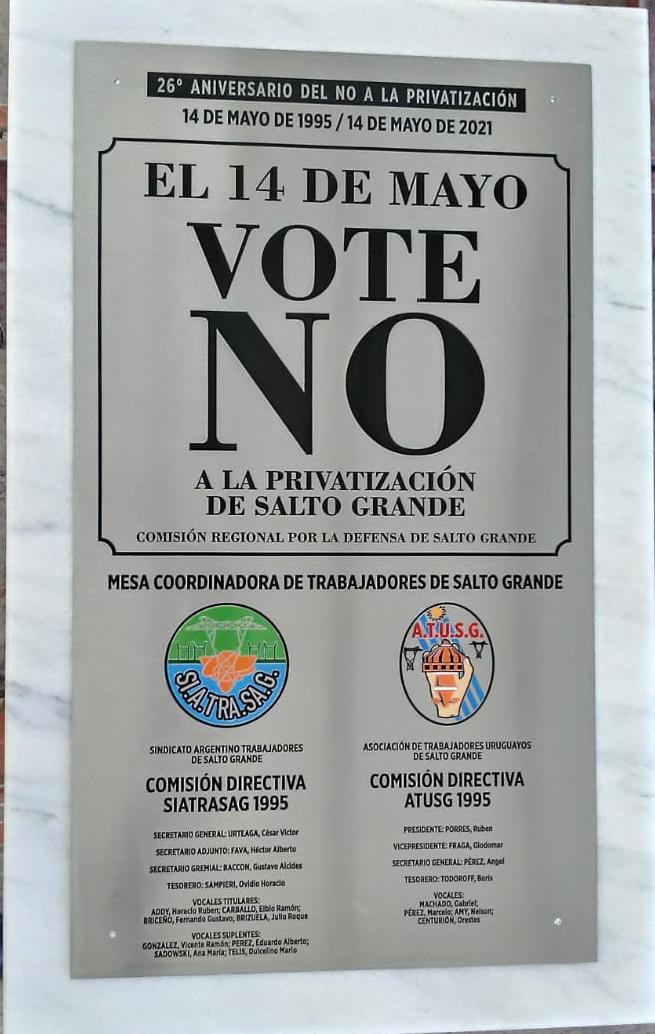 26º ANIVERSARIO DEL NO A LA PRIVATIZACIÓN
14 DE MAYO DE 1995 / 14 DE MAYO DE 2021
EL 14 DE MAYO
VOTE
NO
A LA PRIVATIZACIÓN
DE SALTO GRANDE
COMISIÓN REGIONAL POR LA DEFENSA DE SALTO GRANDE
MESA COORDINADORA DE TRABAJADORES DE SALTO GRANDE
SI.A.TRA.SA.G.
SINDICATO ARGENTINO TRABAJADORES
DE SALTO GRANDE
COMISIÓN DIRECTIVA
SIATRASAG 1995
SECRETARIO GENERAL: URTEAGA, César Victor
SECRETARIO ADJUNTO: FAVA, Héctor Alberto
SECRETARIO GREMIAL: BACCON, Gustavo Alcides
TESORERO: SAMPIERI, Ovidio Horacio
VOCALES TITULARES:
ADDY, Horacio Ruben; CARBALLO, Elbio Ramón;
BRICEÑO, Fernando Gustavo; BRIZUELA, Julio Roque
VOCALES SUPLENTES:
GONZALEZ, Vicente Ramón; PEREZ, Eduardo Alberto;
SADOWSKI, Ana María; TELIS, Dulcelino Mario
A.T.U.S.G.
ASOCIACIÓN DE TRABAJADORES URUGUAYOS
DE SALTO GRANDE
COMISIÓN DIRECTIVA
ATUSG 1995
PRESIDENTE: PORRES, Ruben
VICEPRESIDENTE: FRAGA, Glodomar
SECRETARIO GENERAL: PÉREZ, Angel
TESORERO: TODOROFF, Boris
VOCALES:
MACHADO, Gabriel;
PÉREZ, Marcelo; AMY, Nelson;
CENTURIÓN, Orestes